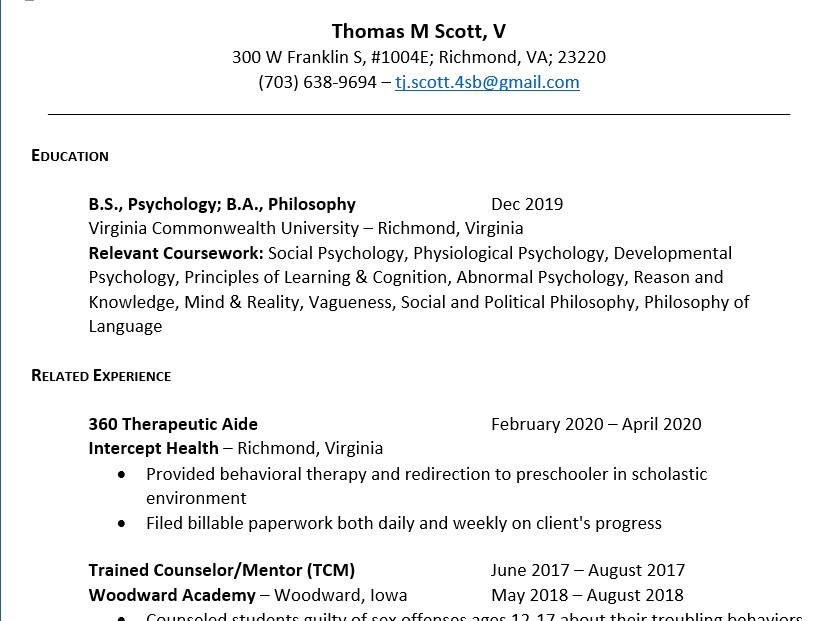 Thomas M Scott, V
300 W Franklin S, #1004E; Richmond, VA; 23220
(703) 638-9694 – tj.scott.4sb@gmail.com
EDUCATION
B.S., Psychology; B.A., Philosophy Dec 2019
Virginia Commonwealth University – Richmond, Virginia
Relevant Coursework: Social Psychology, Physiological Psychology, Developmental
Psychology, Principles of Learning & Cognition, Abnormal Psychology, Reason and
Knowledge, Mind & Reality, Vagueness, Social and Political Philosophy, Philosophy of
Language
RELATED EXPERIENCE
360 Therapeutic Aide February 2020 – April 2020
Intercept Health – Richmond, Virginia
• Provided behavioral therapy and redirection to preschooler in scholastic
environment
• Filed billable paperwork both daily and weekly on client's progress
Trained Counselor/Mentor (TCM) June 2017 – August 2017
Woodward Academy – Woodward, Iowa May 2018 – August 2018
• Counseled students guilty of sex offenses ages 12-17 about their troubling behaviors